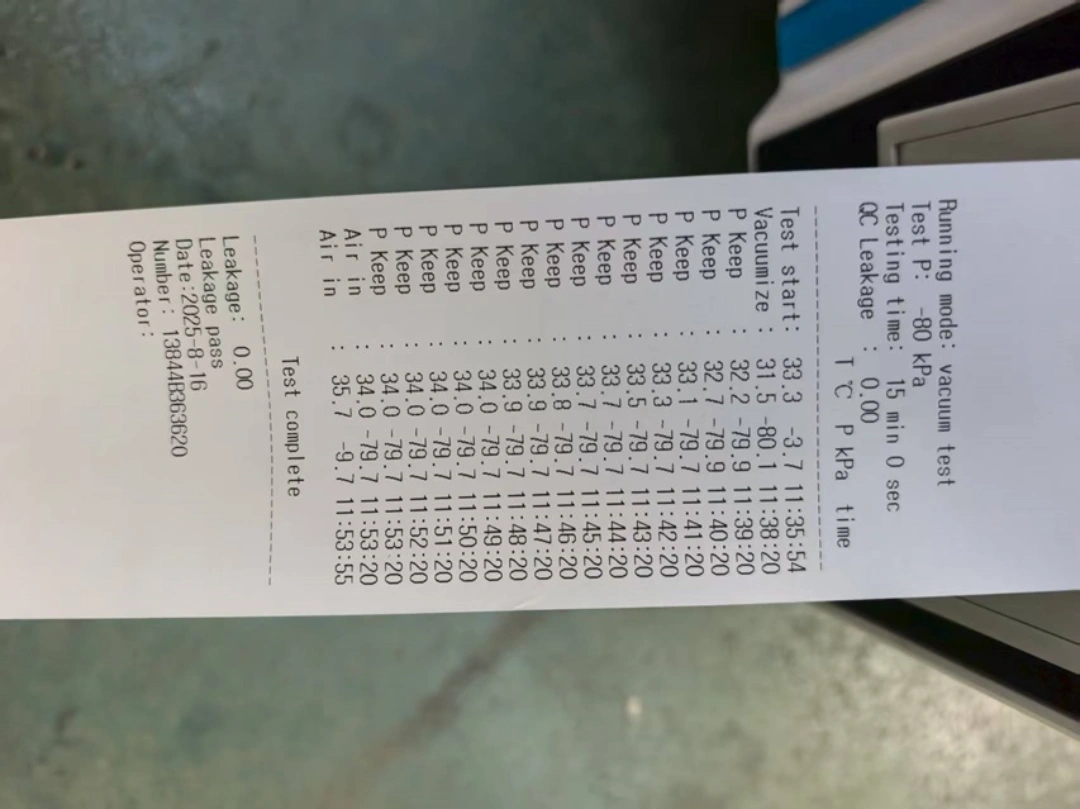 Running mode: vacuum test
Test P: -80 kPa
Testing time: 15 min 0 sec
QC Leakage : 0.00
T ℃ P kPa time
Test start: 33.3 -3.7 11:35:54
Vacuumize : 31.5 -80.1 11:38:20
P Keep : 32.2 -79.9 11:39:20
P Keep : 32.7 -79.9 11:40:20
P Keep : 33.1 -79.7 11:41:20
P Keep : 33.3 -79.7 11:42:20
P Keep : 33.5 -79.7 11:43:20
P Keep : 33.7 -79.7 11:44:20
P Keep : 33.7 -79.7 11:45:20
P Keep : 33.8 -79.7 11:46:20
P Keep : 33.9 -79.7 11:47:20
P Keep : 33.9 -79.7 11:48:20
P Keep : 34.0 -79.7 11:49:20
P Keep : 34.0 -79.7 11:50:20
P Keep : 34.0 -79.7 11:51:20
P Keep : 34.0 -79.7 11:52:20
P Keep : 34.0 -79.7 11:53:20
Air in : 34.0 -79.7 11:53:20
Air in : 35.7 -9.7 11:53:55
Test complete
Leakage: 0.00
Leakage pass
Date:2025-8-16
Number: 13844B363620
Operator: